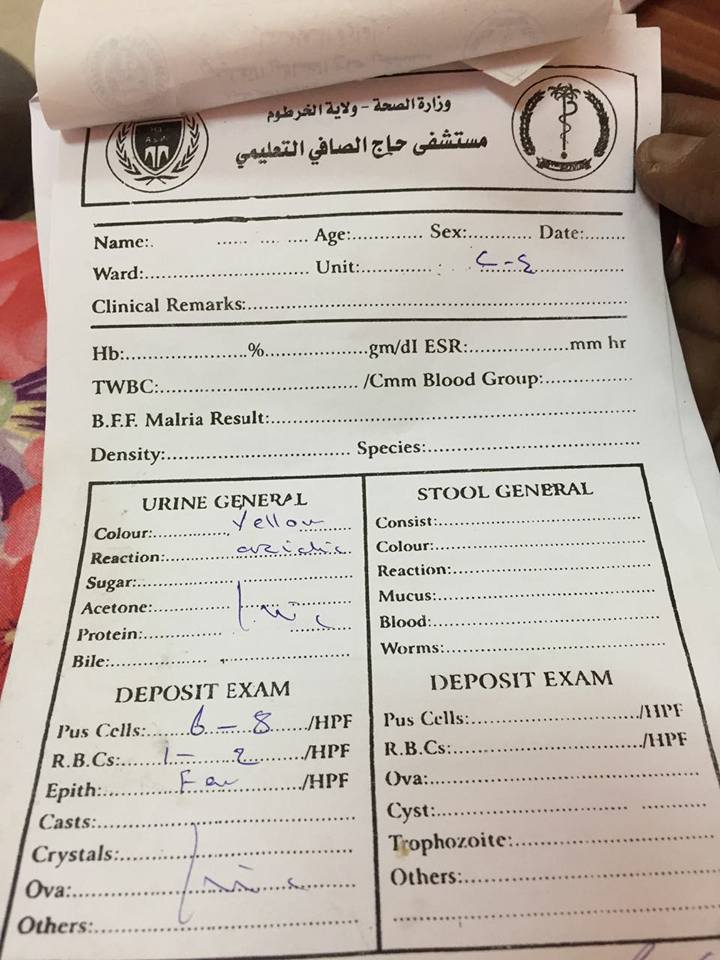 وزارة الصحة - ولاية الخرطوم
مستشفى حاج الصافي التعليمي
Name:. ...... ... .... Age:............ Sex:........... Date:.......
Ward:.............................. Unit:............ : .......................
Clinical Remarks:......................................................................
Hb:.....................%...................gm/dI ESR:..................mm hr
TWBC:................................... /Cmm Blood Group:...............
B.F.F. Malria Result:................................................................
Density:................................. Species:......................................
URINE GENERAL
Colour:.............. Yellow ..........
Reaction:..............................
Sugar:....................................
Acetone:................................
Protein:.............. ............
Bile:................. .....................
DEPOSIT EXAM
Pus Cells:...... 6 - 8 ....../HPF
R.B.Cs:... 1 - 2 ......../HPF
Epith:............ Few .........../HPF
Casts:....................................
Crystals:................................
Ova:......................................
Others:..................................
STOOL GENERAL
Consist:..................................
Colour:...................................
Reaction:................................
Mucus:...................................
Blood:....................................
Worms:..................................
DEPOSIT EXAM
Pus Cells:............................./HPF
R.B.Cs:................................/HPF
Ova:.......................................
Cyst:........................ ...........
Trophozoite:...........................
Others:...................................